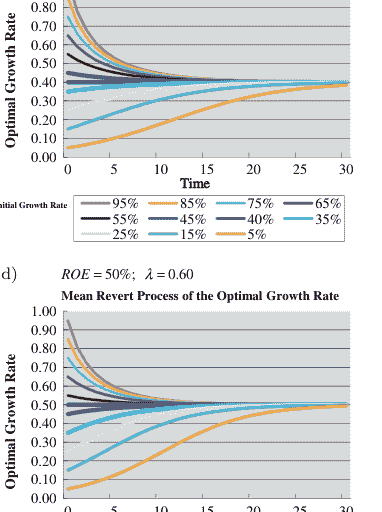 0.80
0.70
0.60
0.50
0.40
0.30
0.20
0.10
0.00
Optimal Growth Rate
0 5 10 15 20 25 30
Time
nitial Growth Rate
95% 85% 75% 65%
55% 45% 40% 35%
25% 15% 5%
d) ROE = 50%; λ = 0.60
Mean Revert Process of the Optimal Growth Rate
1.00
0.90
0.80
0.70
0.60
0.50
0.40
0.30
0.20
0.10
0.00
Optimal Growth Rate
0 5 10 15 20 25 30